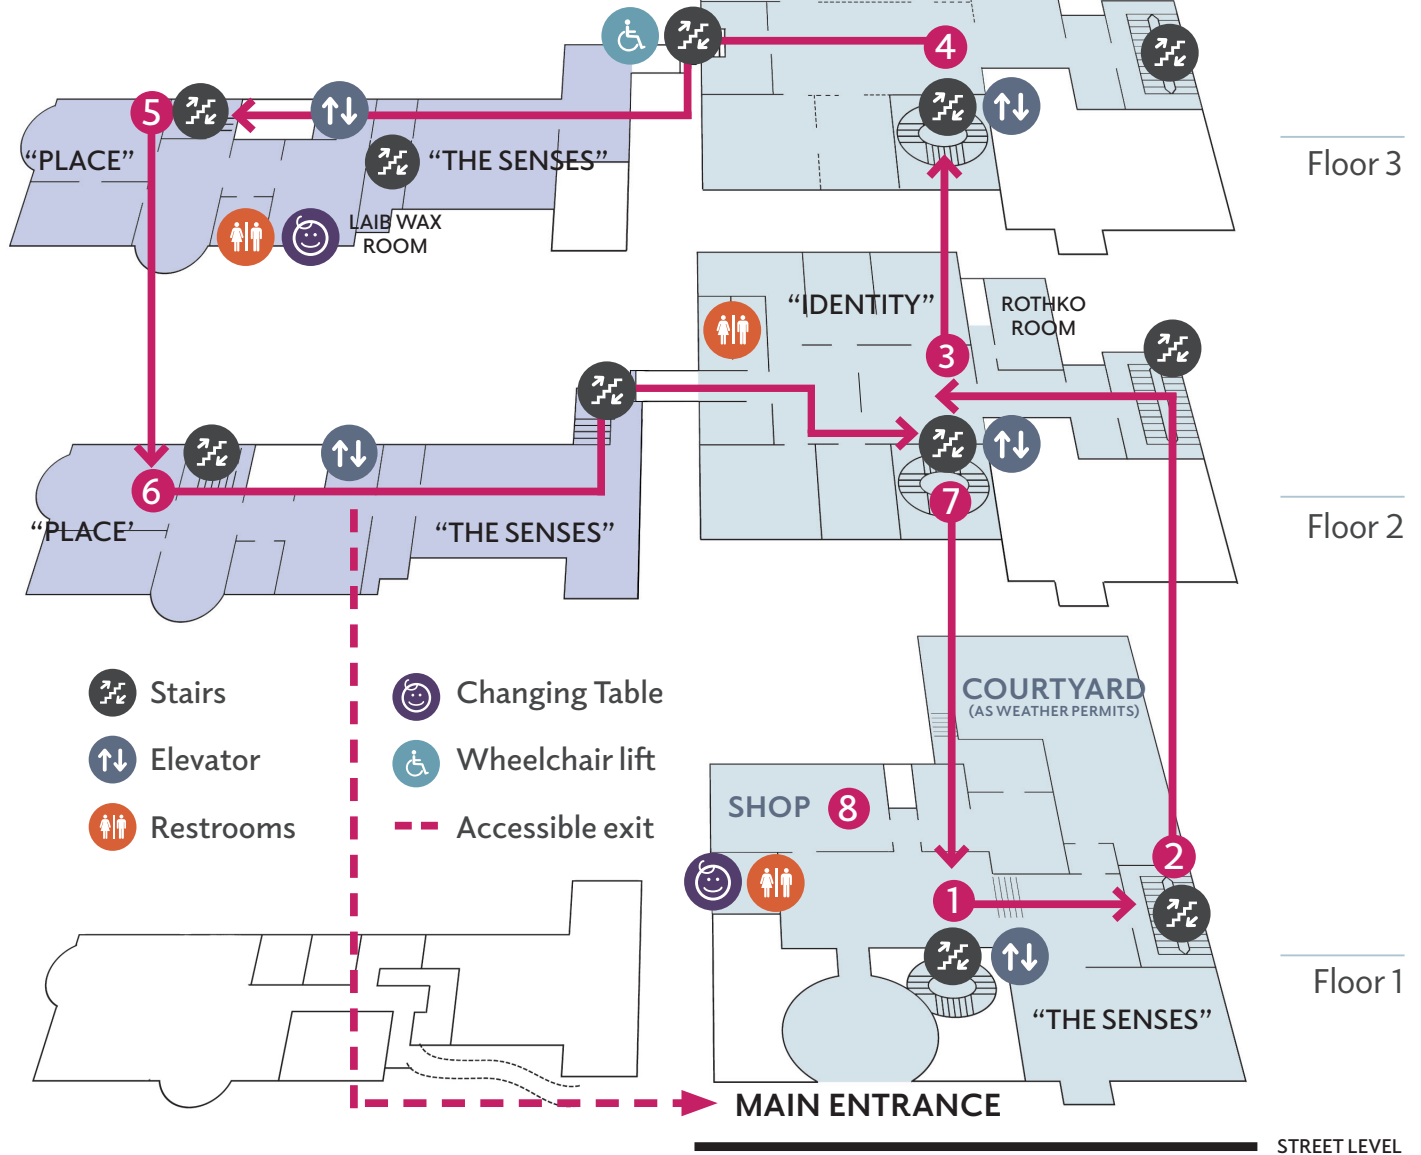 4
5
"PLACE"
"THE SENSES"
Floor 3
LAIB WAX
ROOM
"IDENTITY"
ROTHKO
ROOM
3
6
7
"PLACE'
"THE SENSES"
Floor 2
Stairs
Changing Table
Elevator
Wheelchair lift
Restrooms
Accessible exit
COURTYARD
(AS WEATHER PERMITS)
SHOP
8
2
1
Floor 1
"THE SENSES"
MAIN ENTRANCE
STREET LEVEL